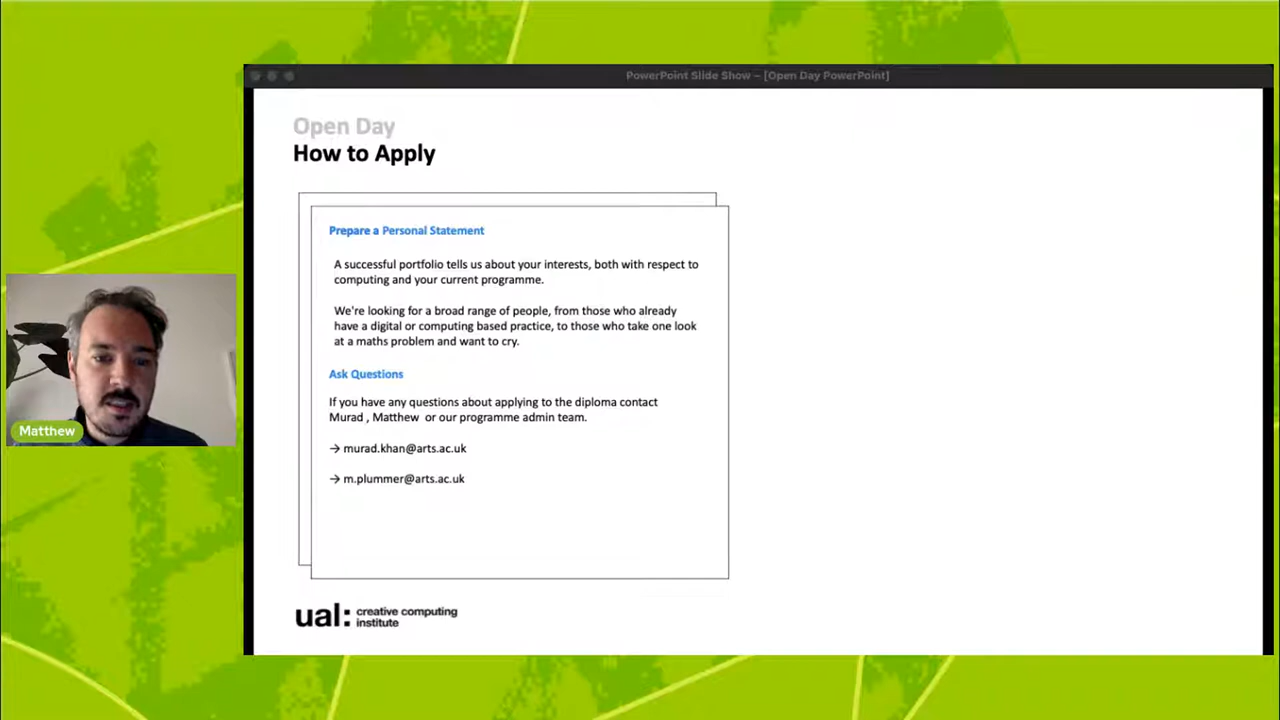 PowerPoint Slide Show – [Open Day PowerPoint]
Open Day
How to Apply
Prepare a Personal Statement
A successful portfolio tells us about your interests, both with respect to
computing and your current programme.
We're looking for a broad range of people, from those who already
have a digital or computing based practice, to those who take one look
at a maths problem and want to cry.
Ask Questions
If you have any questions about applying to the diploma contact
Murad , Matthew or our programme admin team.
→ murad.khan@arts.ac.uk
→ m.plummer@arts.ac.uk
Matthew
ual: creative computing
institute